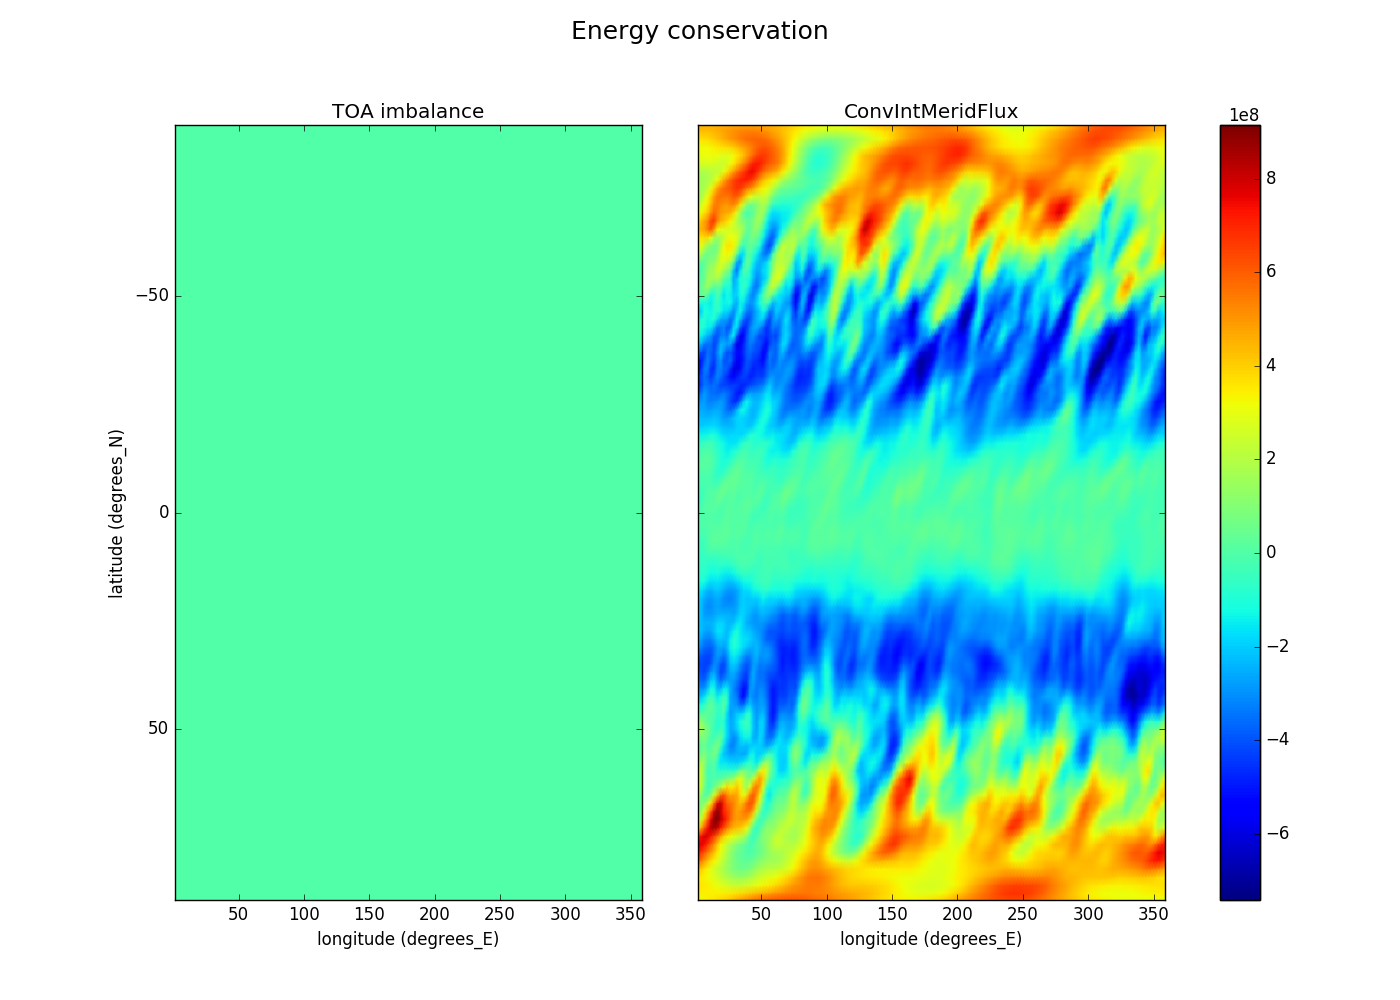 Energy conservation
TOA imbalance
ConvIntMeridFlux
1e8
−50
0
50
latitude (degrees_N)
50 100 150 200 250 300 350
longitude (degrees_E)
50 100 150 200 250 300 350
longitude (degrees_E)
8
6
4
2
0
−2
−4
−6